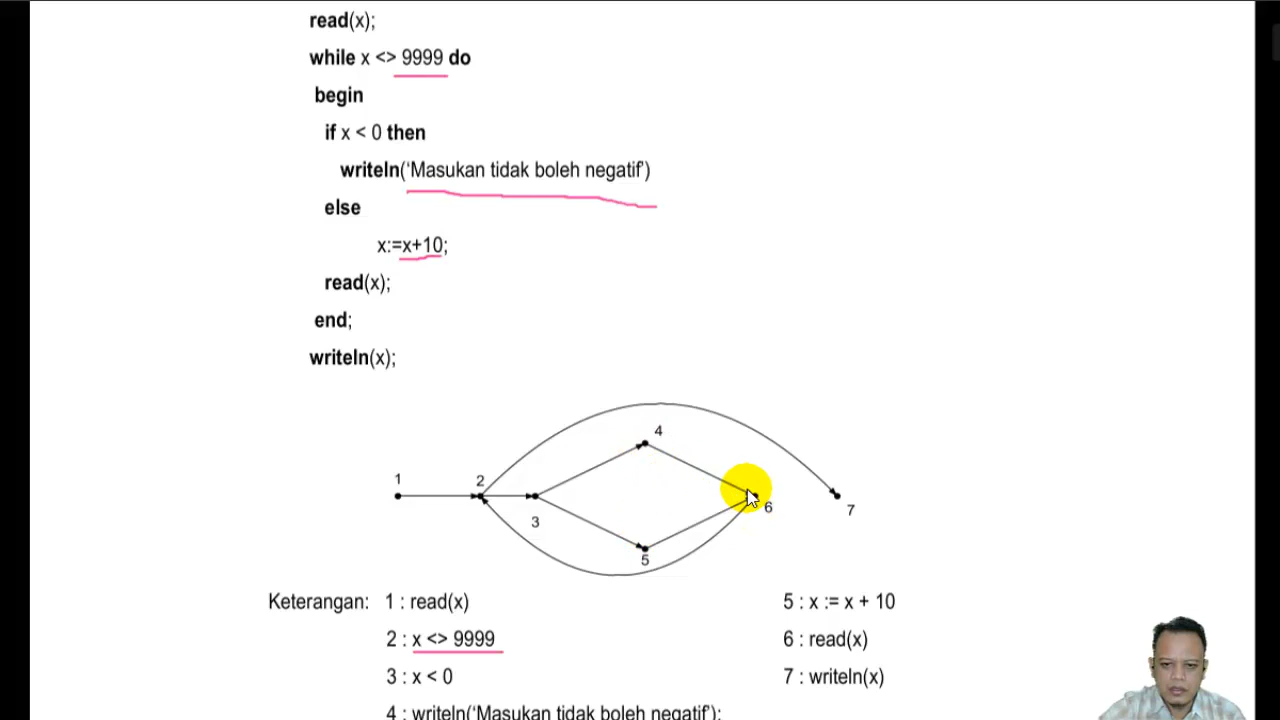 read(x);
while x <> 9999 do
begin
if x < 0 then
writeln(‘Masukan tidak boleh negatif’)
else
x:=x+10;
read(x);
end;
writeln(x);
4
1
2
3
6
7
5
Keterangan: 1 : read(x)
5 : x := x + 10
2 : x <> 9999
6 : read(x)
3 : x < 0
7 : writeln(x)
4 : writeln(‘Masukan tidak boleh negatif’);